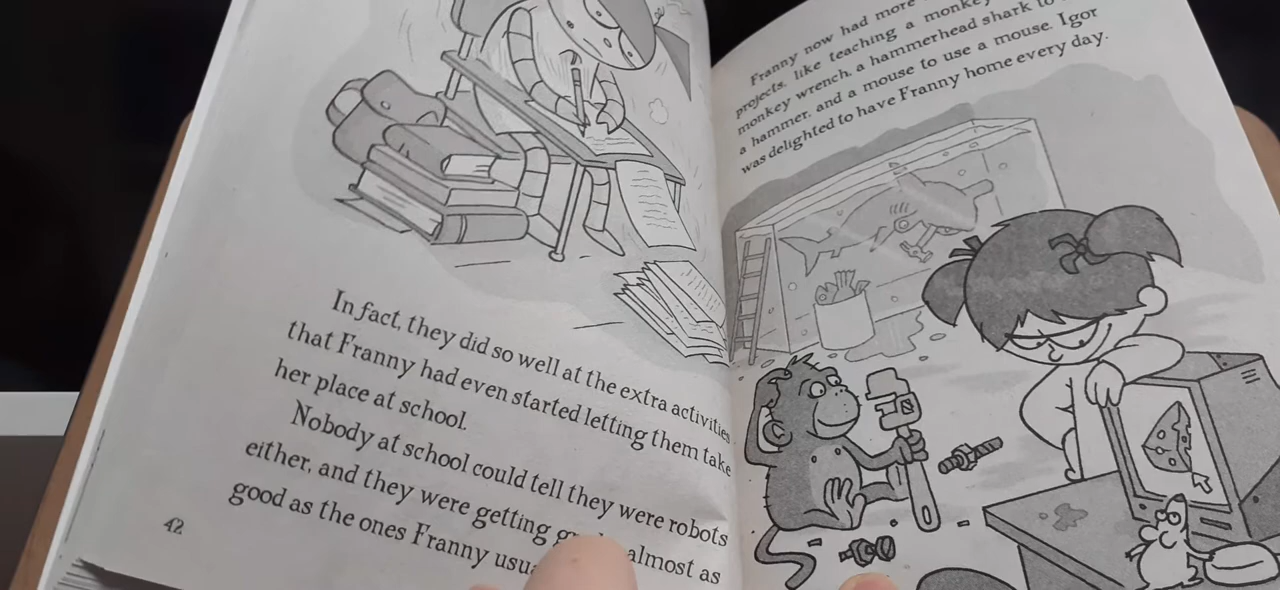 In fact, they did so well at the extra activities
that Franny had even started letting them take
her place at school.
Nobody at school could tell they were robots
either, and they were getting almost as
good as the ones Franny
42
Franny now had more
projects, like teaching a monkey
monkey wrench, a hammerhead shark to
a hammer, and a mouse to use a mouse. Igor
was delighted to have Franny home every day.